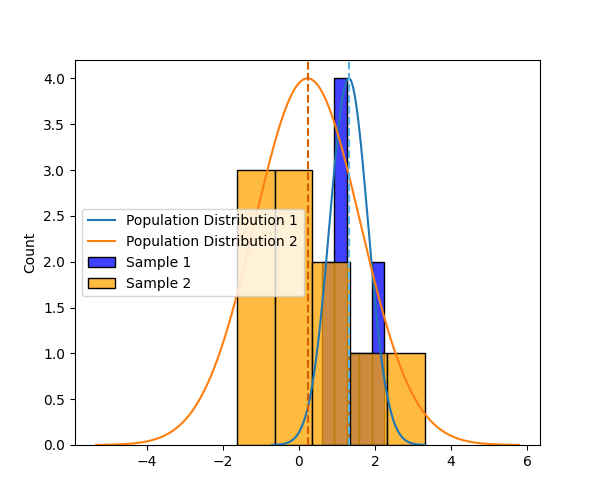 4.0
3.5
3.0
2.5
2.0
1.5
1.0
0.5
0.0
Count
Population Distribution 1
Population Distribution 2
Sample 1
Sample 2
−4 −2 0 2 4 6